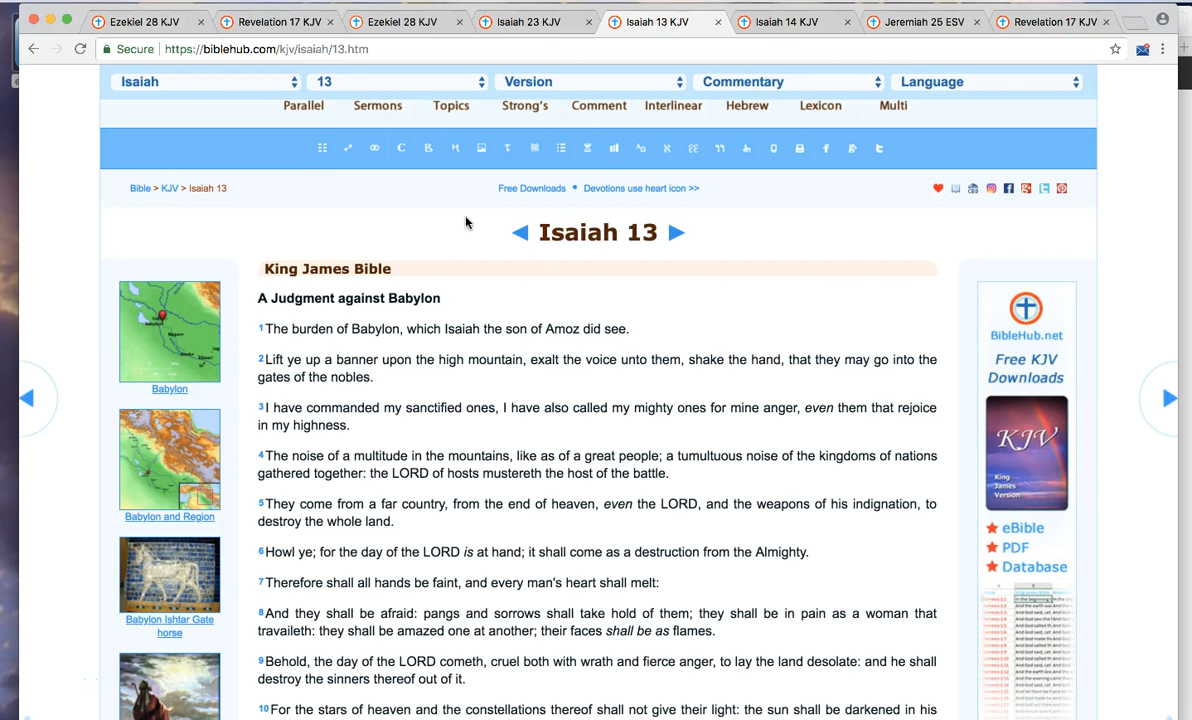 Ezekiel 28 KJV
Revelation 17 KJV
Ezekiel 28 KJV
Isaiah 23 KJV
Isaiah 13 KJV
Isaiah 14 KJV
Jeremiah 25 ESV
Revelation 17 KJV
Secure
https://biblehub.com/kjv/isaiah/13.htm
Isaiah 13 Version Commentary Language
Parallel Sermons Topics Strong's Comment Interlinear Hebrew Lexicon Multi
Bible > KJV > Isaiah 13
Free Downloads • Devotions use heart icon >>
◄ Isaiah 13 ►
King James Bible
A Judgment against Babylon
1The burden of Babylon, which Isaiah the son of Amoz did see.
2Lift ye up a banner upon the high mountain, exalt the voice unto them, shake the hand, that they may go into the
gates of the nobles.
3I have commanded my sanctified ones, I have also called my mighty ones for mine anger, even them that rejoice
in my highness.
4The noise of a multitude in the mountains, like as of a great people; a tumultuous noise of the kingdoms of nations
gathered together: the LORD of hosts mustereth the host of the battle.
5They come from a far country, from the end of heaven, even the LORD, and the weapons of his indignation, to
destroy the whole land.
6Howl ye; for the day of the LORD is at hand; it shall come as a destruction from the Almighty.
7Therefore shall all hands be faint, and every man's heart shall melt:
8And they shall be afraid: pangs and sorrows shall take hold of them; they shall be in pain as a woman that
travaileth: they shall be amazed one at another; their faces shall be as flames.
9Behold, the day of the LORD cometh, cruel both with wrath and fierce anger, to lay the land desolate: and he shall
destroy the sinners thereof out of it.
10For the stars of heaven and the constellations thereof shall not give their light: the sun shall be darkened in his
Babylon
Babylon and Region
Babylon Ishtar Gate
horse
BibleHub.net
Free KJV
Downloads
KJV
King
James
Version
eBible
PDF
Database